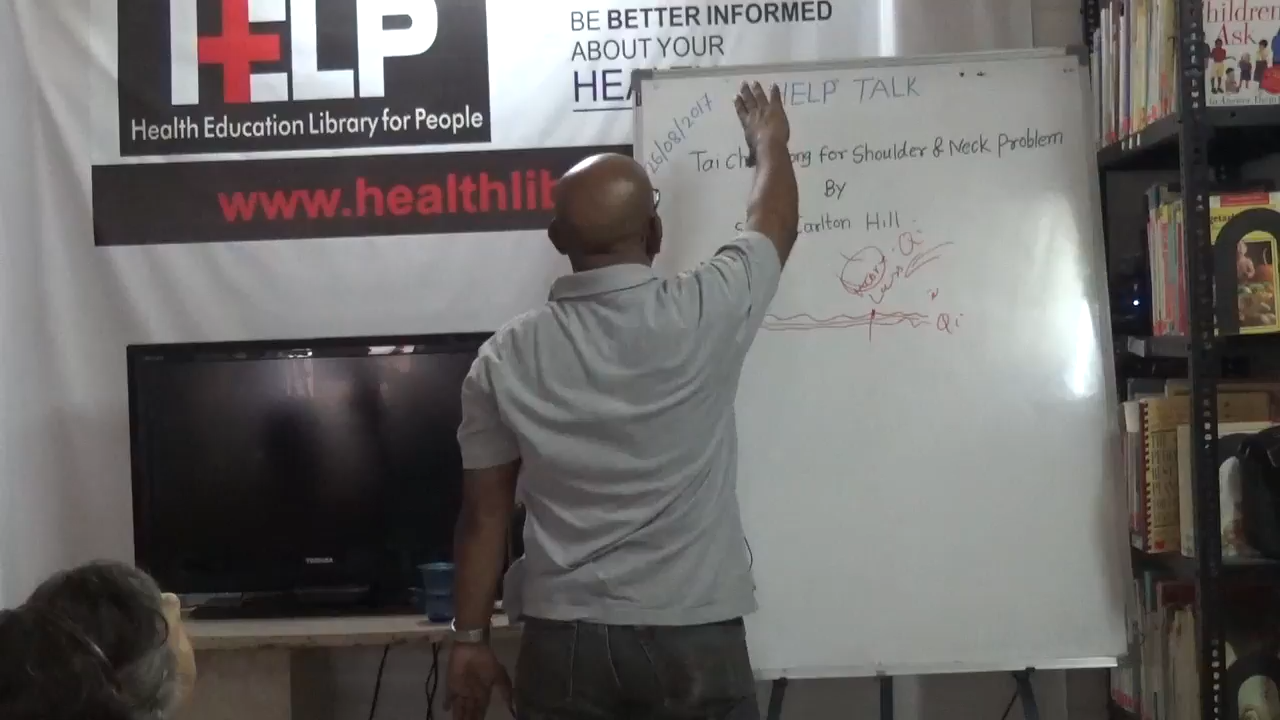 HELP
Health Education Library for People
www.healthlib
BE BETTER INFORMED
ABOUT YOUR
HEA
26/08/2017
HELP TALK
Tai Ch ong for Shoulder & Neck Problem
By
Carlton Hill
Qi
Qi
TOSHIBA
Children
Ask